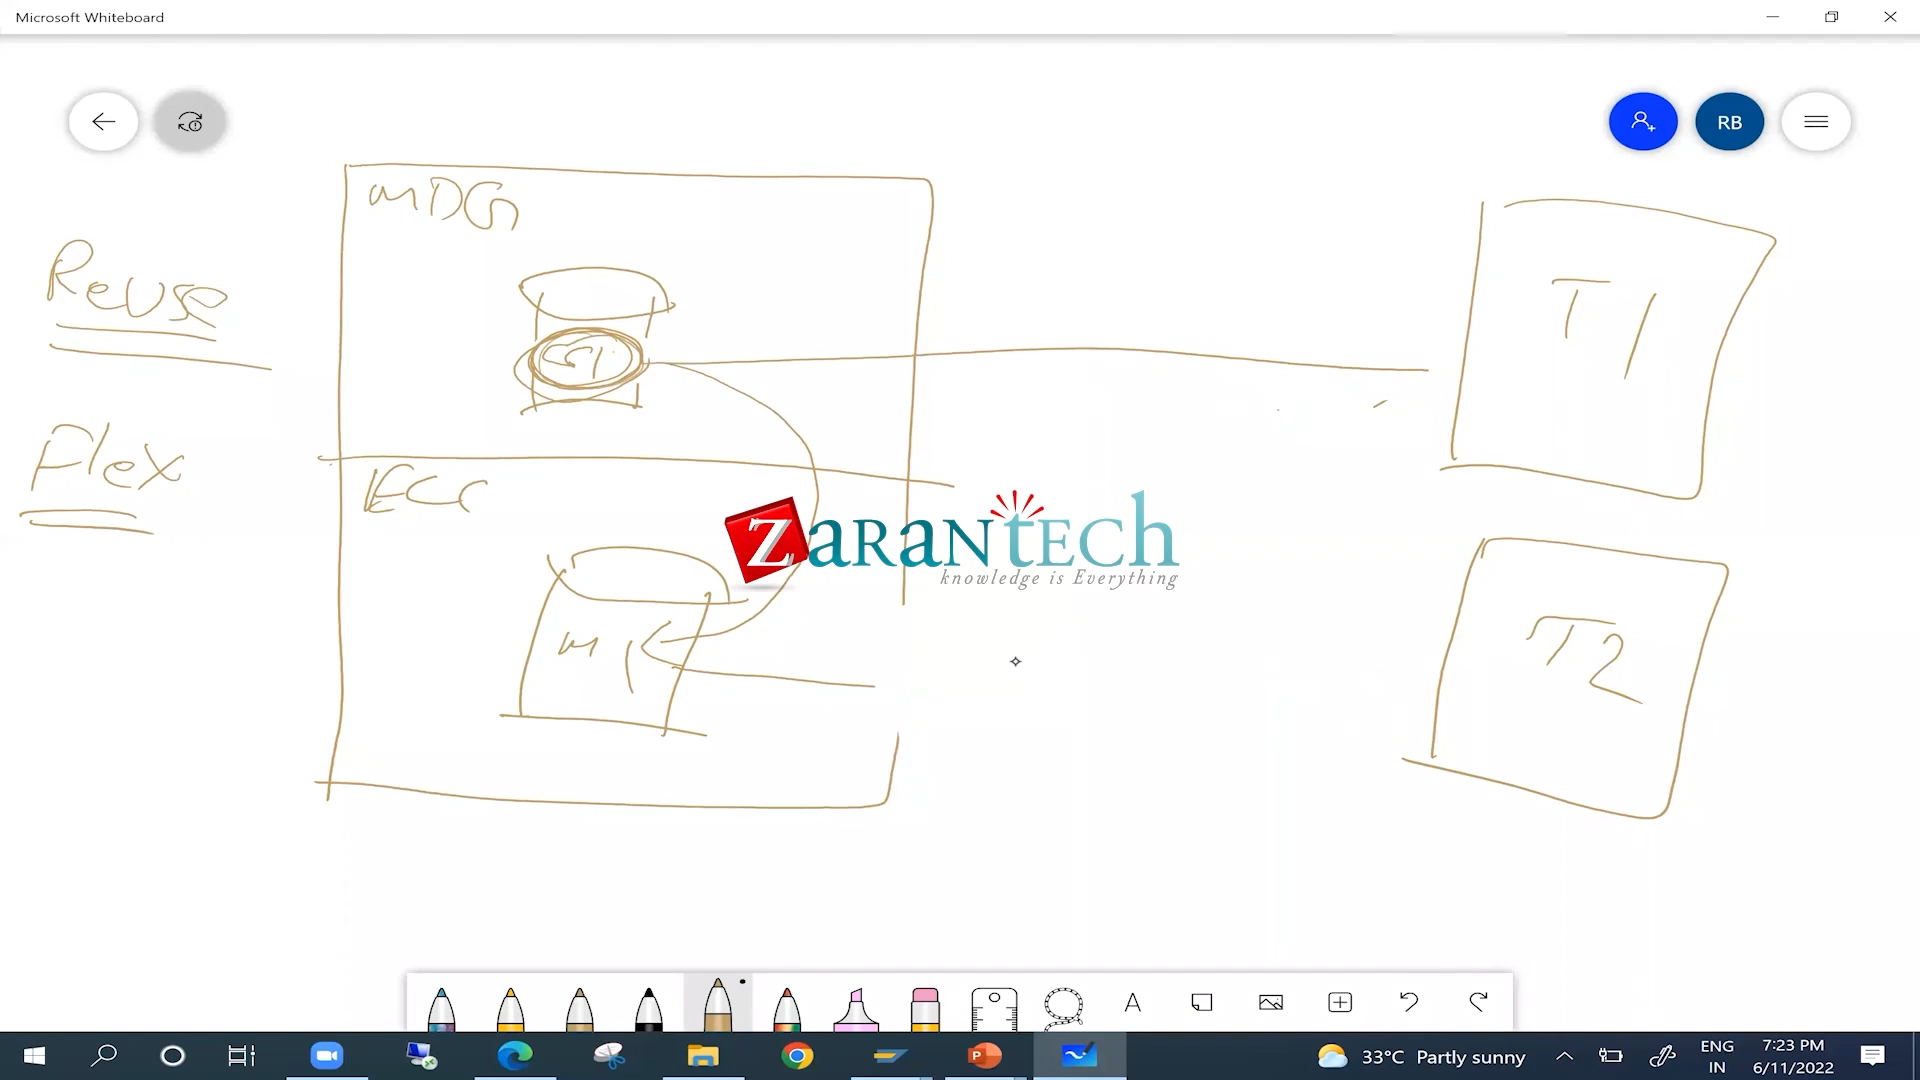 Microsoft Whiteboard
RB
MDG
Reuse
T1
Flex
ECC
ZaranTech
knowledge is Everything
M1
T2
A
33°C Partly sunny
ENG
IN
7:23 PM
6/11/2022